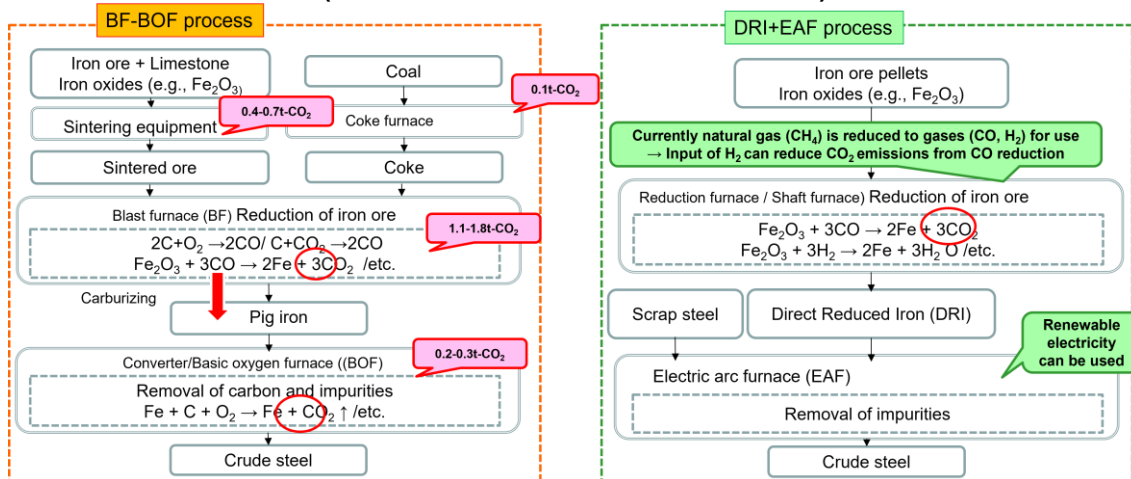 BF-BOF process
Iron ore + Limestone
Iron oxides (e.g., Fe₂O₃)
Coal
0.4-0.7t-CO₂
0.1t-CO₂
Sintering equipment
Coke furnace
Sintered ore
Coke
Blast furnace (BF) Reduction of iron ore
1.1-1.8t-CO₂
2C+O₂ →2CO/ C+CO₂ →2CO
Fe₂O₃ + 3CO → 2Fe + 3CO₂ /etc.
Carburizing
Pig iron
Converter/Basic oxygen furnace ((BOF)
0.2-0.3t-CO₂
Removal of carbon and impurities
Fe + C + O₂ → Fe + CO₂ ↑ /etc.
Crude steel
DRI+EAF process
Iron ore pellets
Iron oxides (e.g., Fe₂O₃)
Currently natural gas (CH₄) is reduced to gases (CO, H₂) for use
→ Input of H₂ can reduce CO₂ emissions from CO reduction
Reduction furnace / Shaft furnace) Reduction of iron ore
Fe₂O₃ + 3CO → 2Fe + 3CO₂
Fe₂O₃ + 3H₂ → 2Fe + 3H₂ O /etc.
Scrap steel
Direct Reduced Iron (DRI)
Renewable
electricity
can be used
Electric arc furnace (EAF)
Removal of impurities
Crude steel